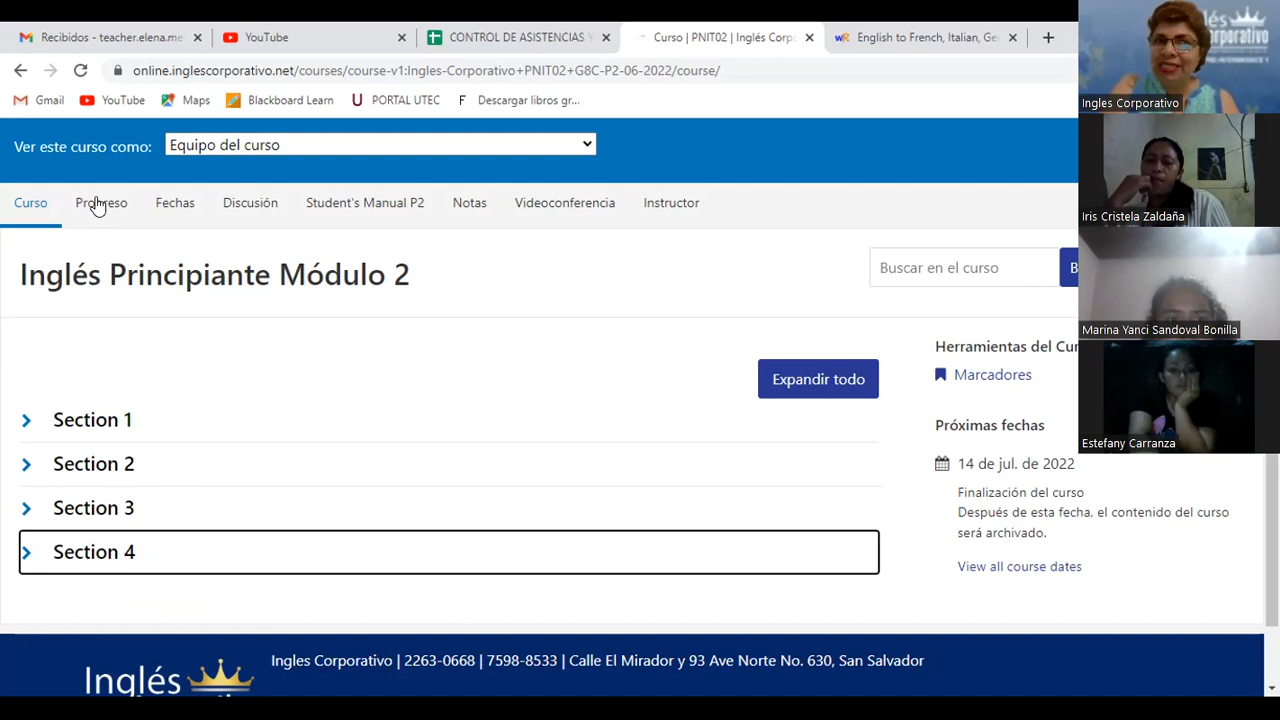 Recibidos - teacher.elena.me
YouTube
CONTROL DE ASISTENCIAS Y
Curso | PNIT02 | Inglés Corpo
English to French, Italian, Ge
online.inglescorporativo.net/courses/course-v1:Ingles-Corporativo+PNIT02+G8C-P2-06-2022/course/
Gmail
YouTube
Maps
Blackboard Learn
PORTAL UTEC
Descargar libros gr...
Ver este curso como:
Equipo del curso
Curso
Progreso
Fechas
Discusión
Student's Manual P2
Notas
Videoconferencia
Instructor
Inglés Principiante Módulo 2
Buscar en el curso
B
Expandir todo
Section 1
Section 2
Section 3
Section 4
Herramientas del Cur
Marcadores
Próximas fechas
14 de jul. de 2022
Finalización del curso
Después de esta fecha, el contenido del curso
será archivado.
View all course dates
Inglés
Ingles Corporativo | 2263-0668 | 7598-8533 | Calle El Mirador y 93 Ave Norte No. 630, San Salvador
Ingles Corporativo
Iris Cristela Zaldaña
Marina Yanci Sandoval Bonilla
Estefany Carranza